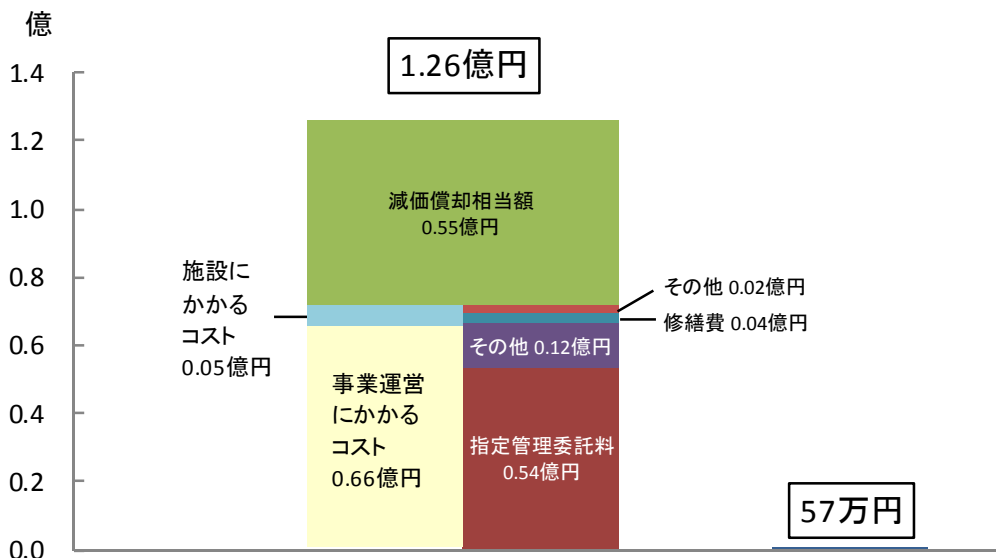 億
1.26億円
1.4
1.2
1.0
0.8
0.6
0.4
0.2
0.0
減価償却相当額
0.55億円
施設に
かかる
コスト
0.05億円
その他 0.02億円
修繕費 0.04億円
その他 0.12億円
事業運営
にかかる
コスト
0.66億円
指定管理委託料
0.54億円
57万円